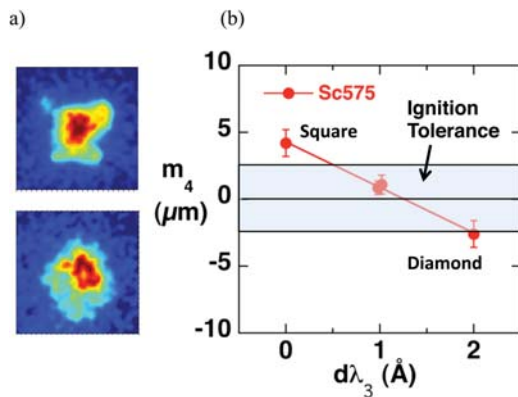 a)
(b)
10
5
0
-5
-10
m4
(µm)
Sc575
Square
Ignition
Tolerance
Diamond
0
1
2
dλ3 (Å)